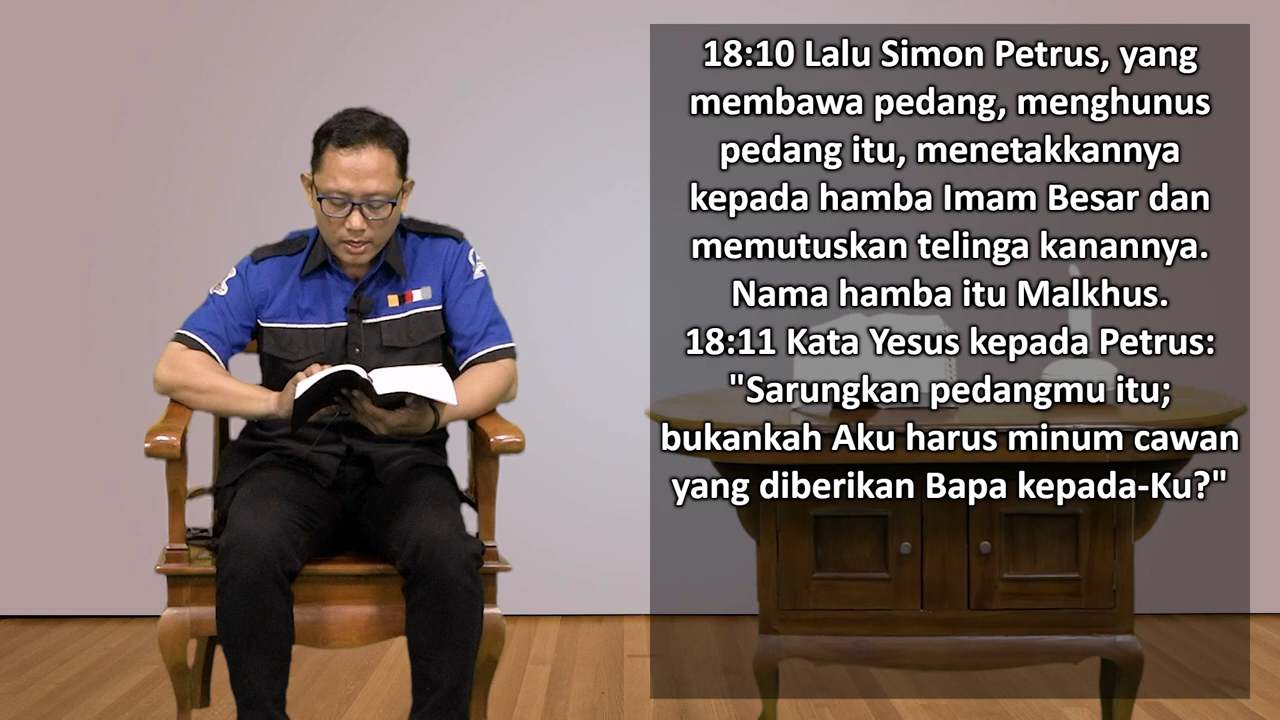 18:10 Lalu Simon Petrus, yang
membawa pedang, menghunus
pedang itu, menetakkannya
kepada hamba Imam Besar dan
memutuskan telinga kanannya.
Nama hamba itu Malkhus.
18:11 Kata Yesus kepada Petrus:
"Sarungkan pedangmu itu;
bukankah Aku harus minum cawan
yang diberikan Bapa kepada-Ku?"